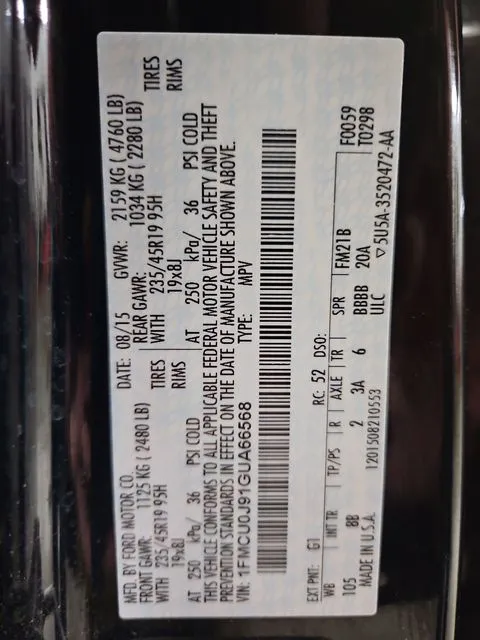 MFD. BY FORD MOTOR CO. DATE: 08/15 GVWR: 2159 KG ( 4760 LB)
FRONT GAWR: 1125 KG ( 2480 LB) REAR GAWR: 1034 KG ( 2280 LB)
WITH 235/45R19 95H TIRES WITH 235/45R19 95H TIRES
19x8J RIMS 19x8J RIMS
AT 250 kPa/ 36 PSI COLD AT 250 kPa/ 36 PSI COLD
THIS VEHICLE CONFORMS TO ALL APPLICABLE FEDERAL MOTOR VEHICLE SAFETY AND THEFT
PREVENTION STANDARDS IN EFFECT ON THE DATE OF MANUFACTURE SHOWN ABOVE.
VIN: 1FMCU0J91GUA66568 TYPE: MPV
EXT PNT: G1 RC: 52 DSO: FM21B F0059
WB INT TR TP/PS R AXLE TR SPR T0298
105 8B 2 3A 6 BBBB 20A
MADE IN U.S.A. 1201508210553 ULC ▽5U5A-3520472-AA